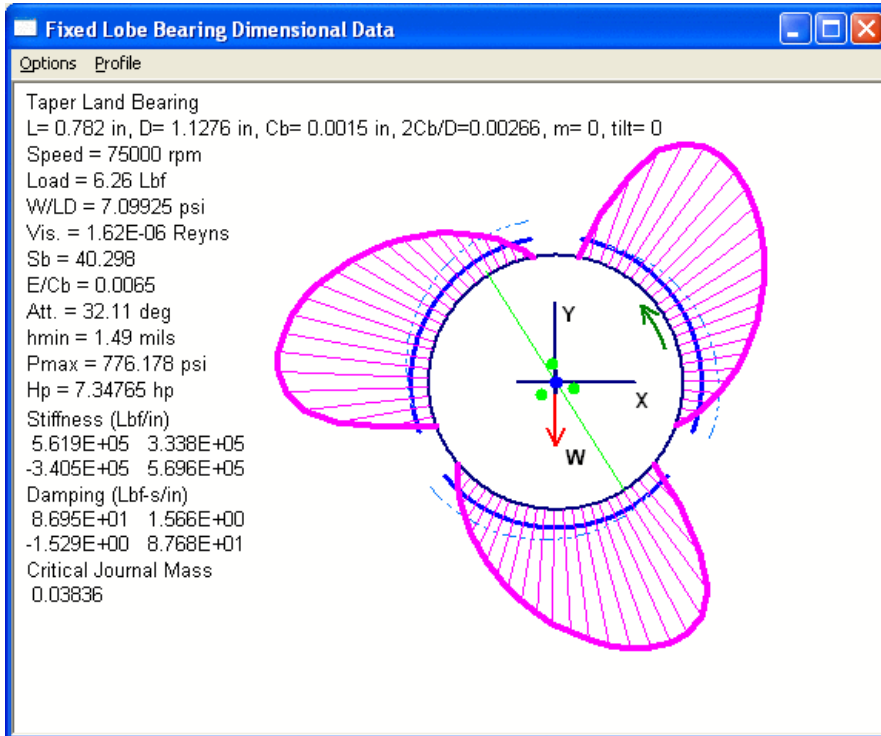 Fixed Lobe Bearing Dimensional Data
Options Profile
Taper Land Bearing
L= 0.782 in, D= 1.1276 in, Cb= 0.0015 in, 2Cb/D=0.00266, m= 0, tilt= 0
Speed = 75000 rpm
Load = 6.26 Lbf
W/LD = 7.09925 psi
Vis. = 1.62E-06 Reyns
Sb = 40.298
E/Cb = 0.0065
Att. = 32.11 deg
hmin = 1.49 mils
Pmax = 776.178 psi
Hp = 7.34765 hp
Stiffness (Lbf/in)
5.619E+05 3.338E+05
-3.405E+05 5.696E+05
Damping (Lbf-s/in)
8.695E+01 1.566E+00
-1.529E+00 8.768E+01
Critical Journal Mass
0.03836
Y
X
W